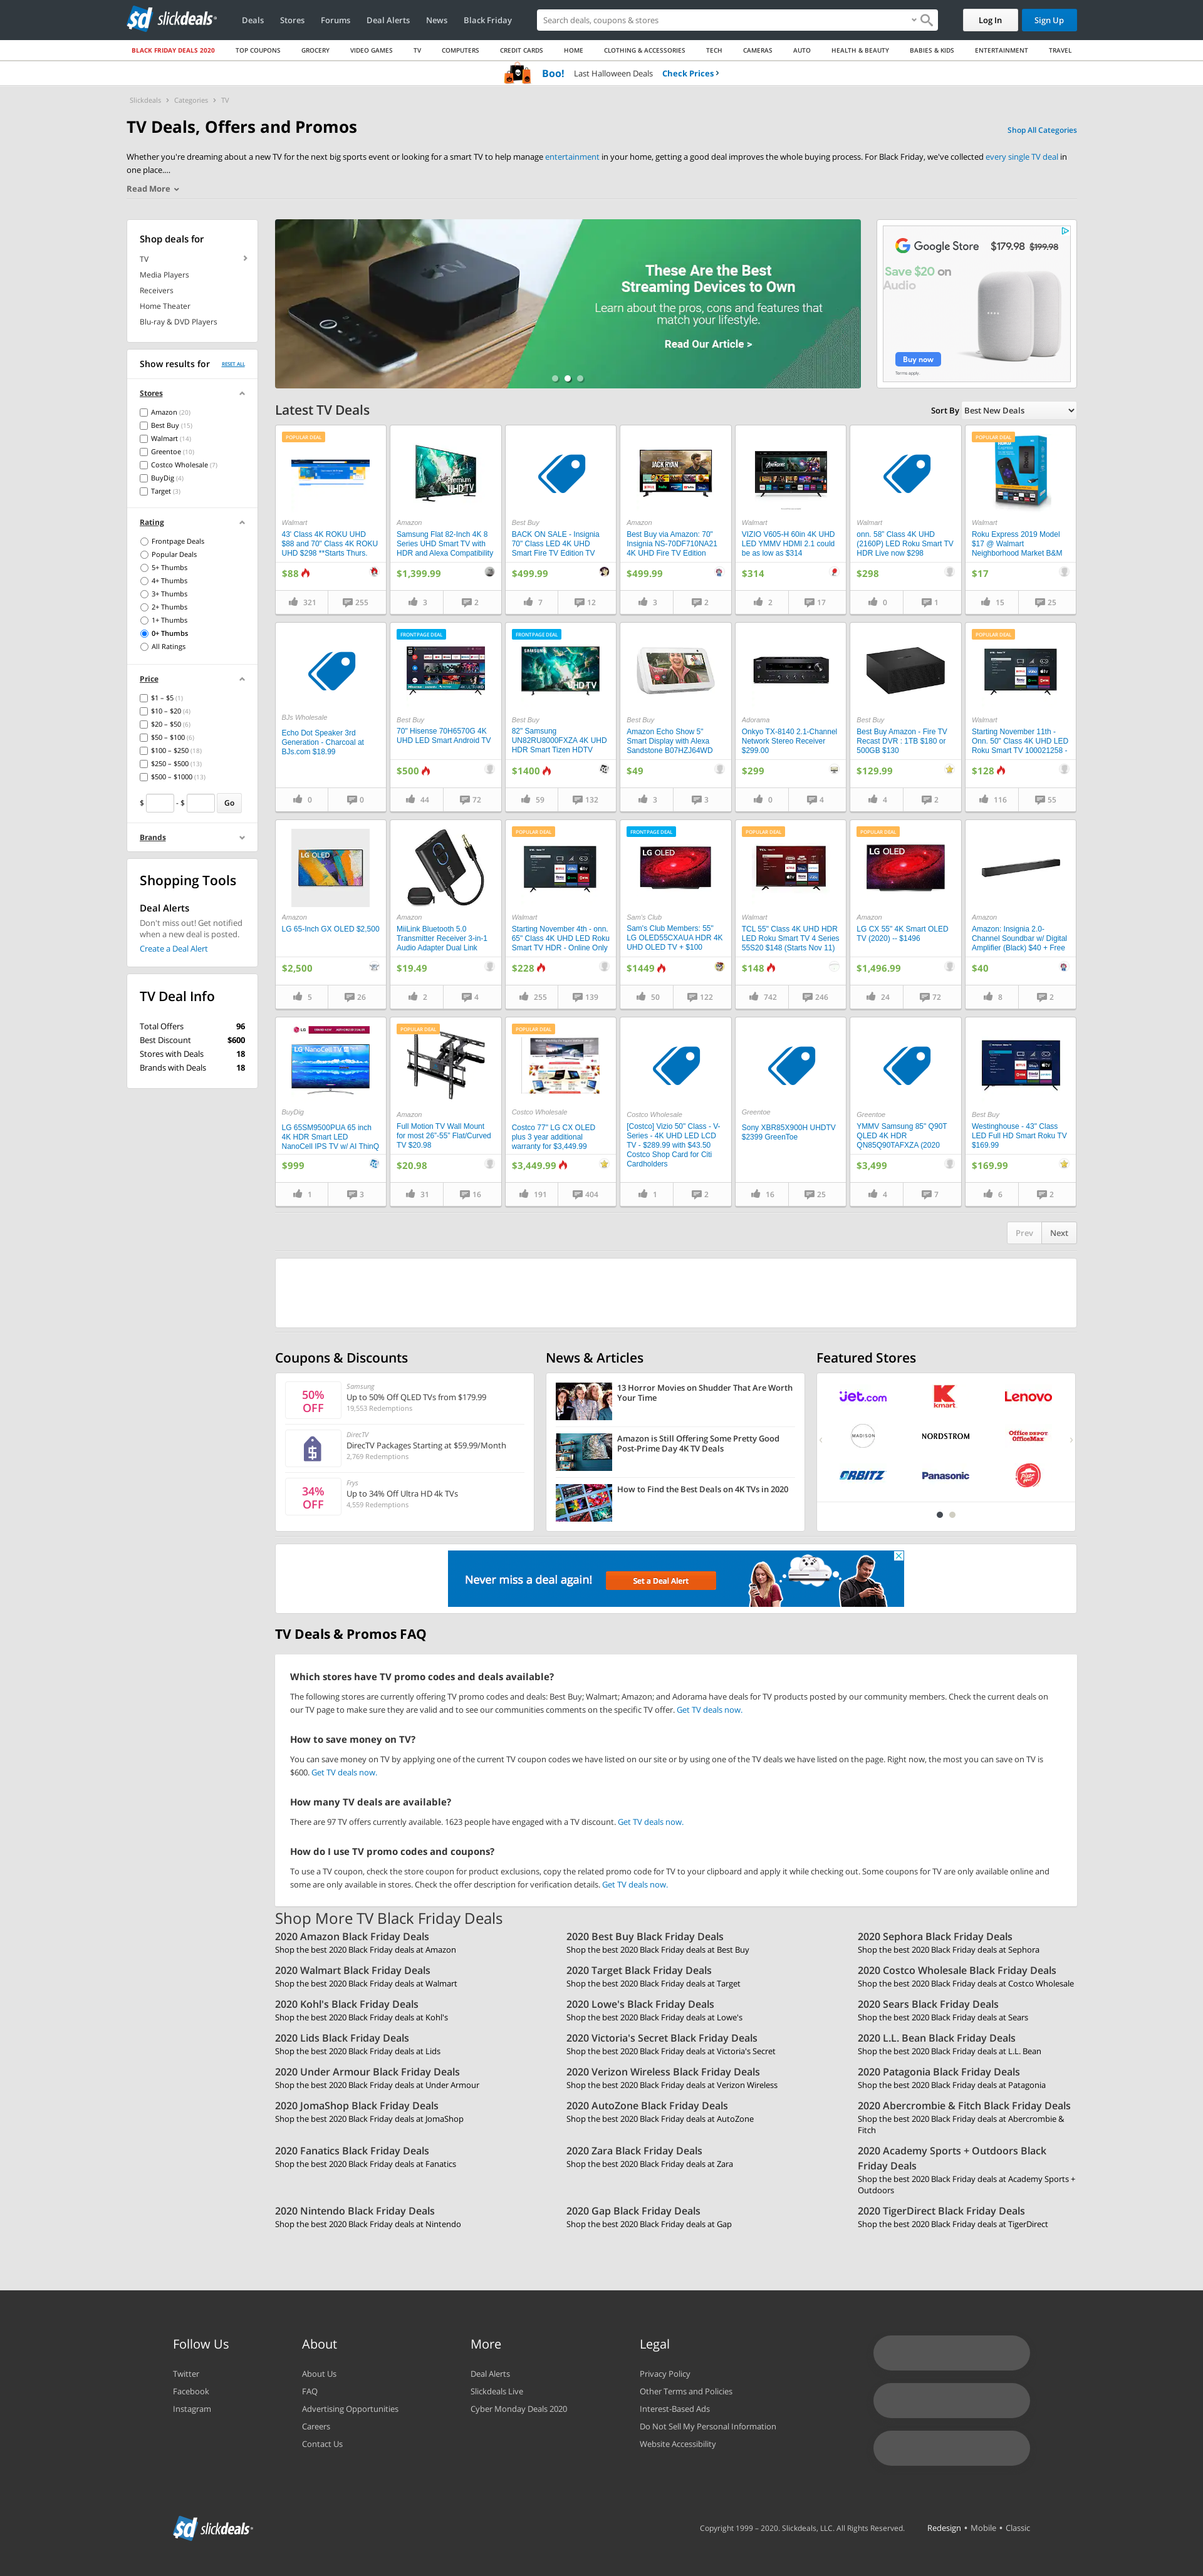 slickdeals
Deals Stores Forums Deal Alerts News Black Friday
Search deals, coupons & stores
Log In
Sign Up
BLACK FRIDAY DEALS 2020 TOP COUPONS GROCERY VIDEO GAMES TV COMPUTERS CREDIT CARDS HOME CLOTHING & ACCESSORIES TECH CAMERAS AUTO HEALTH & BEAUTY BABIES & KIDS ENTERTAINMENT TRAVEL
Boo! Last Halloween Deals Check Prices
Slickdeals > Categories > TV
TV Deals, Offers and Promos
Shop All Categories
Whether you're dreaming about a new TV for the next big sports event or looking for a smart TV to help manage entertainment in your home, getting a good deal improves the whole buying process. For Black Friday, we've collected every single TV deal in
one place....
Read More
Shop deals for
TV
Media Players
Receivers
Home Theater
Blu-ray & DVD Players
Show results for RESET ALL
Stores
Amazon (20)
Best Buy (15)
Walmart (14)
Greentoe (10)
Costco Wholesale (7)
BuyDig (4)
Target (3)
Rating
Frontpage Deals
Popular Deals
5+ Thumbs
4+ Thumbs
3+ Thumbs
2+ Thumbs
1+ Thumbs
0+ Thumbs
All Ratings
Price
$1 – $5 (1)
$10 – $20 (4)
$20 – $50 (6)
$50 – $100 (6)
$100 – $250 (18)
$250 – $500 (13)
$500 – $1000 (13)
$ - $ Go
Brands
Shopping Tools
Deal Alerts
Don't miss out! Get notified
when a new deal is posted.
Create a Deal Alert
TV Deal Info
Total Offers 96
Best Discount $600
Stores with Deals 18
Brands with Deals 18
These Are the Best
Streaming Devices to Own
Learn about the pros, cons and features that
match your lifestyle.
Read Our Article >
Google Store $179.98 $199.98
Save $20 on
Audio
Buy now
Terms apply.
Latest TV Deals
Sort By Best New Deals
POPULAR DEAL
Walmart
43' Class 4K ROKU UHD
$88 and 70" Class 4K ROKU
UHD $298 **Starts Thurs.
$88
321 255
Amazon
Samsung Flat 82-Inch 4K 8
Series UHD Smart TV with
HDR and Alexa Compatibility
$1,399.99
3 2
Best Buy
BACK ON SALE - Insignia
70" Class LED 4K UHD
Smart Fire TV Edition TV
$499.99
7 12
Amazon
Best Buy via Amazon: 70"
Insignia NS-70DF710NA21
4K UHD Fire TV Edition
$499.99
3 2
Walmart
VIZIO V605-H 60in 4K UHD
LED YMMV HDMI 2.1 could
be as low as $314
$314
2 17
Walmart
onn. 58" Class 4K UHD
(2160P) LED Roku Smart TV
HDR Live now $298
$298
0 1
POPULAR DEAL
Walmart
Roku Express 2019 Model
$17 @ Walmart
Neighborhood Market B&M
$17
15 25
BJs Wholesale
Echo Dot Speaker 3rd
Generation - Charcoal at
BJs.com $18.99
0 0
FRONTPAGE DEAL
Best Buy
70" Hisense 70H6570G 4K
UHD LED Smart Android TV
$500
44 72
FRONTPAGE DEAL
Best Buy
82" Samsung
UN82RU8000FXZA 4K UHD
HDR Smart Tizen HDTV
$1400
59 132
Best Buy
Amazon Echo Show 5"
Smart Display with Alexa
Sandstone B07HZJ64WD
$49
3 3
Adorama
Onkyo TX-8140 2.1-Channel
Network Stereo Receiver
$299.00
$299
0 4
Best Buy
Best Buy Amazon - Fire TV
Recast DVR : 1TB $180 or
500GB $130
$129.99
4 2
POPULAR DEAL
Walmart
Starting November 11th -
Onn. 50" Class 4K UHD LED
Roku Smart TV 100021258 -
$128
116 55
Amazon
LG 65-Inch GX OLED $2,500
$2,500
5 26
Amazon
MiiLink Bluetooth 5.0
Transmitter Receiver 3-in-1
Audio Adapter Dual Link
$19.49
2 4
POPULAR DEAL
Walmart
Starting November 4th - onn.
65" Class 4K UHD LED Roku
Smart TV HDR - Online Only
$228
255 139
FRONTPAGE DEAL
Sam's Club
Sam's Club Members: 55"
LG OLED55CXAUA HDR 4K
UHD OLED TV + $100
$1449
50 122
POPULAR DEAL
Walmart
TCL 55" Class 4K UHD HDR
LED Roku Smart TV 4 Series
55S20 $148 (Starts Nov 11)
$148
742 246
POPULAR DEAL
Amazon
LG CX 55" 4K Smart OLED
TV (2020) -- $1496
$1,496.99
24 72
Amazon
Amazon: Insignia 2.0-
Channel Soundbar w/ Digital
Amplifier (Black) $40 + Free
$40
8 2
BuyDig
LG 65SM9500PUA 65 inch
4K HDR Smart LED
NanoCell IPS TV w/ AI ThinQ
$999
1 3
POPULAR DEAL
Amazon
Full Motion TV Wall Mount
for most 26"-55" Flat/Curved
TV $20.98
$20.98
31 16
POPULAR DEAL
Costco Wholesale
Costco 77" LG CX OLED
plus 3 year additional
warranty for $3,449.99
$3,449.99
191 404
Costco Wholesale
[Costco] Vizio 50" Class - V-
Series - 4K UHD LED LCD
TV - $289.99 with $43.50
Costco Shop Card for Citi
Cardholders
1 2
Greentoe
Sony XBR85X900H UHDTV
$2399 GreenToe
16 25
Greentoe
YMMV Samsung 85" Q90T
QLED 4K HDR
QN85Q90TAFXZA (2020
$3,499
4 7
Best Buy
Westinghouse - 43" Class
LED Full HD Smart Roku TV
$169.99
$169.99
6 2
Prev Next
Coupons & Discounts
50%
OFF
Samsung
Up to 50% Off QLED TVs from $179.99
19,553 Redemptions
DirecTV
DirecTV Packages Starting at $59.99/Month
2,769 Redemptions
34%
OFF
Frys
Up to 34% Off Ultra HD 4k TVs
4,559 Redemptions
News & Articles
13 Horror Movies on Shudder That Are Worth
Your Time
Amazon is Still Offering Some Pretty Good
Post-Prime Day 4K TV Deals
How to Find the Best Deals on 4K TVs in 2020
Featured Stores
Jet.com
kmart
Lenovo
MADISON
NORDSTROM
Office DEPOT
OfficeMax
ORBITZ
Panasonic
Never miss a deal again! Set a Deal Alert
TV Deals & Promos FAQ
Which stores have TV promo codes and deals available?
The following stores are currently offering TV promo codes and deals: Best Buy; Walmart; Amazon; and Adorama have deals for TV products posted by our community members. Check the current deals on
our TV page to make sure they are valid and to see our communities comments on the specific TV offer. Get TV deals now.
How to save money on TV?
You can save money on TV by applying one of the current TV coupon codes we have listed on our site or by using one of the TV deals we have listed on the page. Right now, the most you can save on TV is
$600. Get TV deals now.
How many TV deals are available?
There are 97 TV offers currently available. 1623 people have engaged with a TV discount. Get TV deals now.
How do I use TV promo codes and coupons?
To use a TV coupon, check the store coupon for product exclusions, copy the related promo code for TV to your clipboard and apply it while checking out. Some coupons for TV are only available online and
some are only available in stores. Check the offer description for verification details. Get TV deals now.
Shop More TV Black Friday Deals
2020 Amazon Black Friday Deals
Shop the best 2020 Black Friday deals at Amazon
2020 Best Buy Black Friday Deals
Shop the best 2020 Black Friday deals at Best Buy
2020 Sephora Black Friday Deals
Shop the best 2020 Black Friday deals at Sephora
2020 Walmart Black Friday Deals
Shop the best 2020 Black Friday deals at Walmart
2020 Target Black Friday Deals
Shop the best 2020 Black Friday deals at Target
2020 Costco Wholesale Black Friday Deals
Shop the best 2020 Black Friday deals at Costco Wholesale
2020 Kohl's Black Friday Deals
Shop the best 2020 Black Friday deals at Kohl's
2020 Lowe's Black Friday Deals
Shop the best 2020 Black Friday deals at Lowe's
2020 Sears Black Friday Deals
Shop the best 2020 Black Friday deals at Sears
2020 Lids Black Friday Deals
Shop the best 2020 Black Friday deals at Lids
2020 Victoria's Secret Black Friday Deals
Shop the best 2020 Black Friday deals at Victoria's Secret
2020 L.L. Bean Black Friday Deals
Shop the best 2020 Black Friday deals at L.L. Bean
2020 Under Armour Black Friday Deals
Shop the best 2020 Black Friday deals at Under Armour
2020 Verizon Wireless Black Friday Deals
Shop the best 2020 Black Friday deals at Verizon Wireless
2020 Patagonia Black Friday Deals
Shop the best 2020 Black Friday deals at Patagonia
2020 JomaShop Black Friday Deals
Shop the best 2020 Black Friday deals at JomaShop
2020 AutoZone Black Friday Deals
Shop the best 2020 Black Friday deals at AutoZone
2020 Abercrombie & Fitch Black Friday Deals
Shop the best 2020 Black Friday deals at Abercrombie &
Fitch
2020 Fanatics Black Friday Deals
Shop the best 2020 Black Friday deals at Fanatics
2020 Zara Black Friday Deals
Shop the best 2020 Black Friday deals at Zara
2020 Academy Sports + Outdoors Black
Friday Deals
Shop the best 2020 Black Friday deals at Academy Sports +
Outdoors
2020 Nintendo Black Friday Deals
Shop the best 2020 Black Friday deals at Nintendo
2020 Gap Black Friday Deals
Shop the best 2020 Black Friday deals at Gap
2020 TigerDirect Black Friday Deals
Shop the best 2020 Black Friday deals at TigerDirect
Follow Us
Twitter
Facebook
Instagram
About
About Us
FAQ
Advertising Opportunities
Careers
Contact Us
More
Deal Alerts
Slickdeals Live
Cyber Monday Deals 2020
Legal
Privacy Policy
Other Terms and Policies
Interest-Based Ads
Do Not Sell My Personal Information
Website Accessibility
slickdeals
Copyright 1999 – 2020. Slickdeals, LLC. All Rights Reserved. Redesign • Mobile • Classic